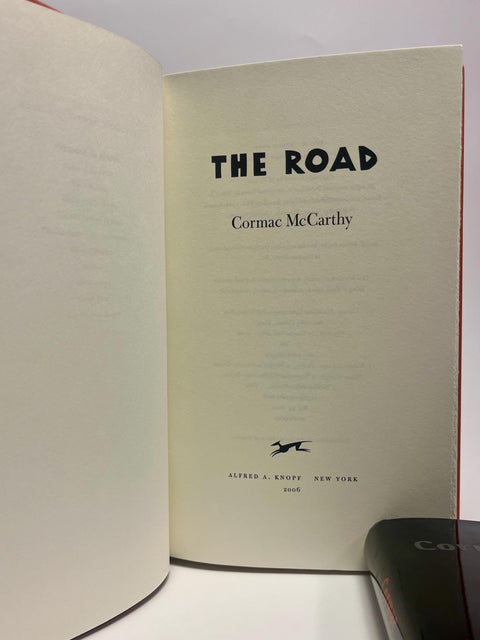 THE ROAD
Cormac McCarthy
ALFRED A. KNOPF NEW YORK
2006